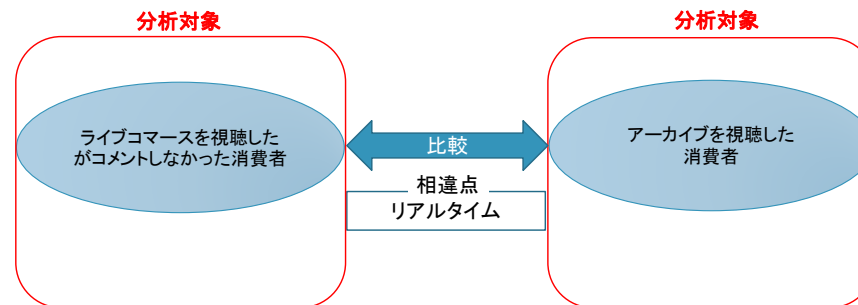 分析対象
分析対象
ライブコマースを視聴した
がコメントしなかった消費者
比較
アーカイブを視聴した
消費者
相違点
リアルタイム